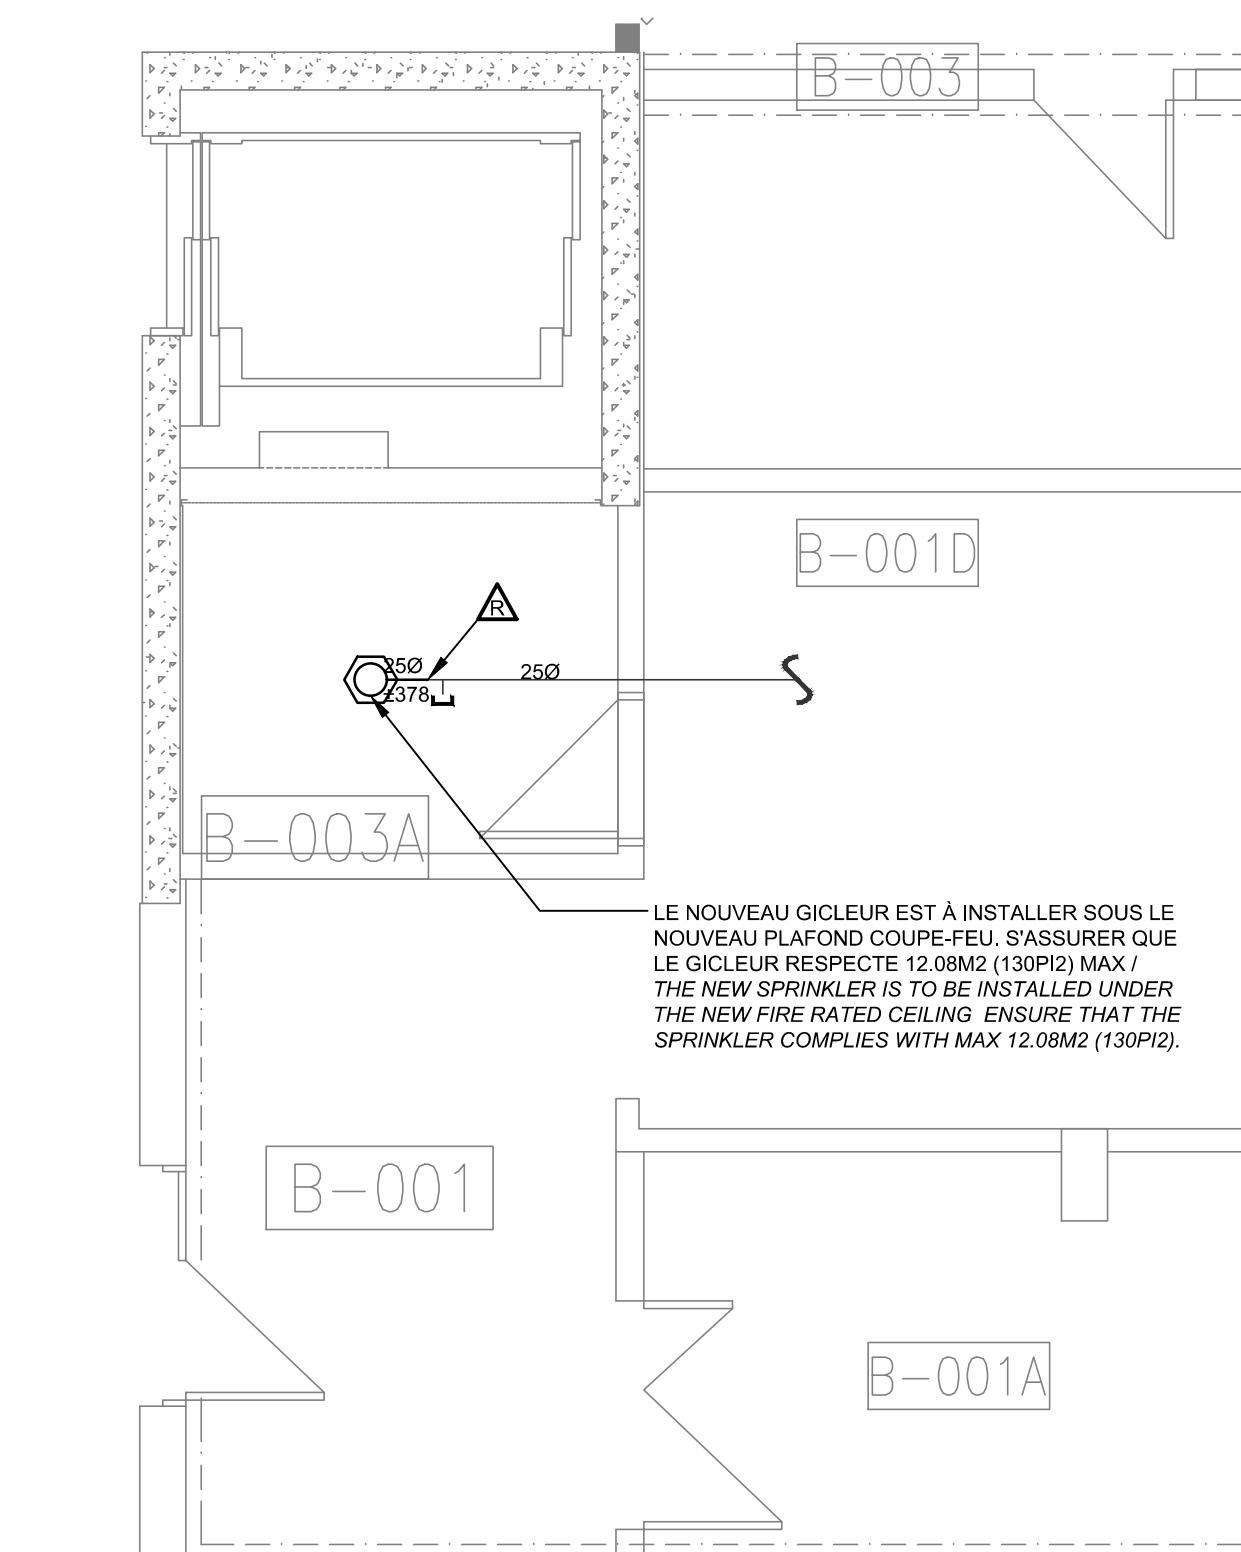 B-003
B-001D
R
25Ø
25Ø
±378
B-003A
LE NOUVEAU GICLEUR EST À INSTALLER SOUS LE
NOUVEAU PLAFOND COUPE-FEU. S'ASSURER QUE
LE GICLEUR RESPECTE 12.08M2 (130PI2) MAX /
THE NEW SPRINKLER IS TO BE INSTALLED UNDER
THE NEW FIRE RATED CEILING ENSURE THAT THE
SPRINKLER COMPLIES WITH MAX 12.08M2 (130PI2).
B-001
B-001A